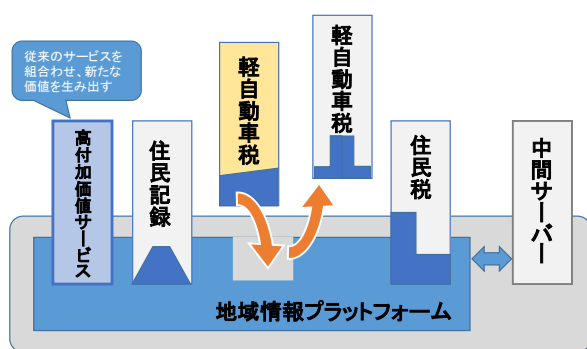 従来のサービスを
組合わせ、新たな
価値を生み出す
高付加価値サービス
住民記録
軽自動車税
軽自動車税
住民税
中間サーバー
地域情報プラットフォーム